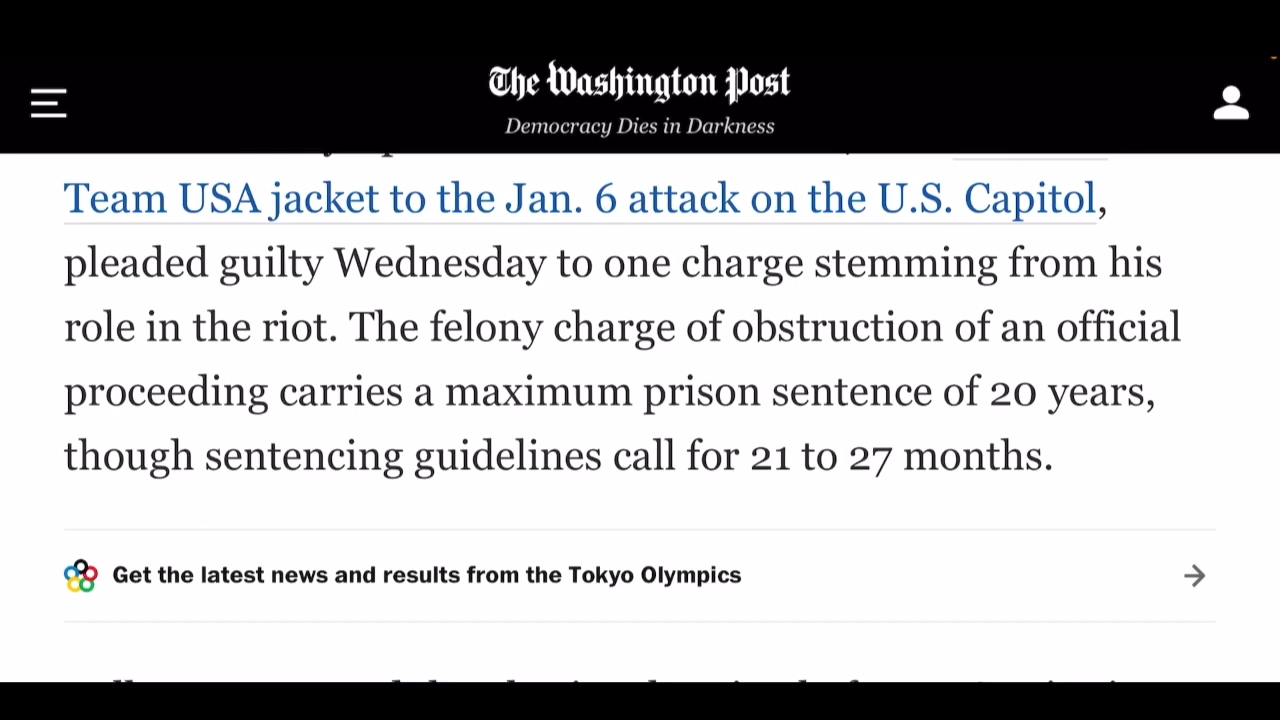 The Washington Post
Democracy Dies in Darkness
Team USA jacket to the Jan. 6 attack on the U.S. Capitol,
pleaded guilty Wednesday to one charge stemming from his
role in the riot. The felony charge of obstruction of an official
proceeding carries a maximum prison sentence of 20 years,
though sentencing guidelines call for 21 to 27 months.
Get the latest news and results from the Tokyo Olympics